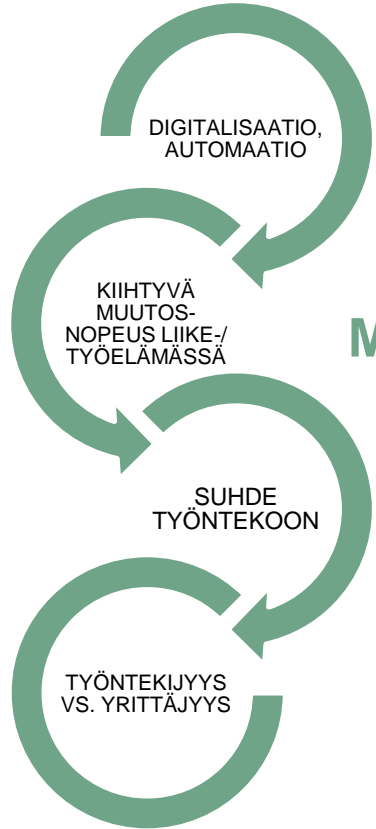 DIGITALISAATIO,
AUTOMAATIO
KIIHTYVÄ
MUUTOS-
NOPEUS LIIKE-/
TYÖELÄMÄSSÄ
M
SUHDE
TYÖNTEKOON
TYÖNTEKIJYYS
VS. YRITTÄJYYS